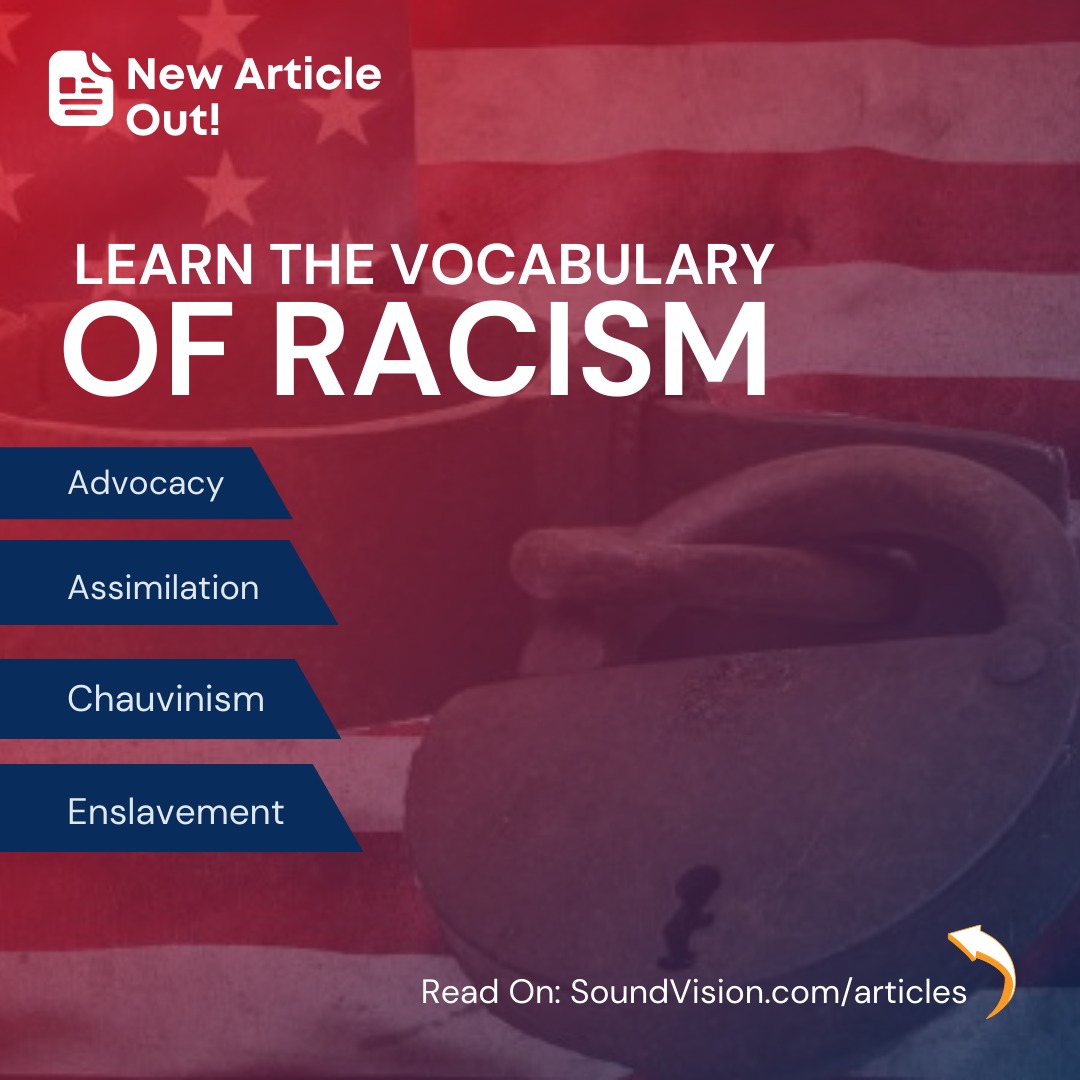 New Article
Out!
LEARN THE VOCABULARY
OF RACISM
Advocacy
Assimilation
Chauvinism
Enslavement
Read On: SoundVision.com/articles